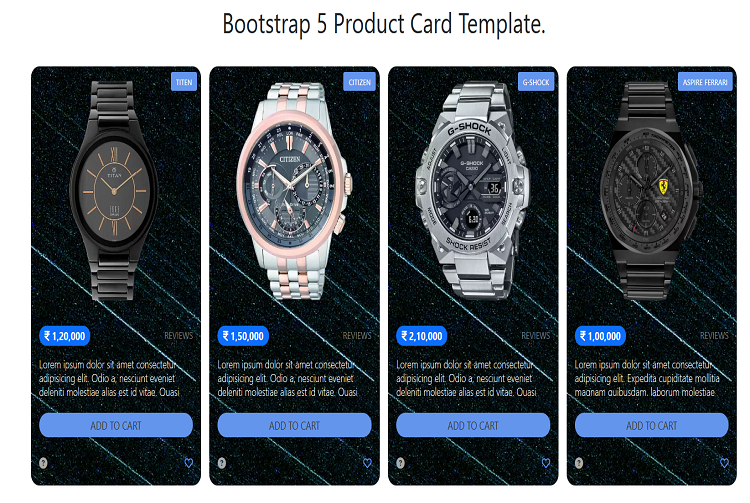 Bootstrap 5 Product Card Template.
TITEN
CITIZEN
G-SHOCK
ASPIRE FERRARI
TITAN
CITIZEN
G-SHOCK
G-SHOCK
CASIO
SHOCK RESIST
₹ 1,20,000
REVIEWS
Lorem ipsum dolor sit amet consectetur
adipisicing elit. Odio a, nesciunt eveniet
deleniti molestiae alias est id vitae. Quasi
ADD TO CART
?
₹ 1,50,000
REVIEWS
Lorem ipsum dolor sit amet consectetur
adipisicing elit. Odio a, nesciunt eveniet
deleniti molestiae alias est id vitae. Quasi
ADD TO CART
?
₹ 2,10,000
REVIEWS
Lorem ipsum dolor sit amet consectetur
adipisicing elit. Odio a, nesciunt eveniet
deleniti molestiae alias est id vitae. Quasi
ADD TO CART
?
₹ 1,00,000
REVIEWS
Lorem ipsum dolor sit amet consectetur
adipisicing elit. Expedita cupiditate mollitia
magnam quibusdam, laborum molestiae
ADD TO CART
?